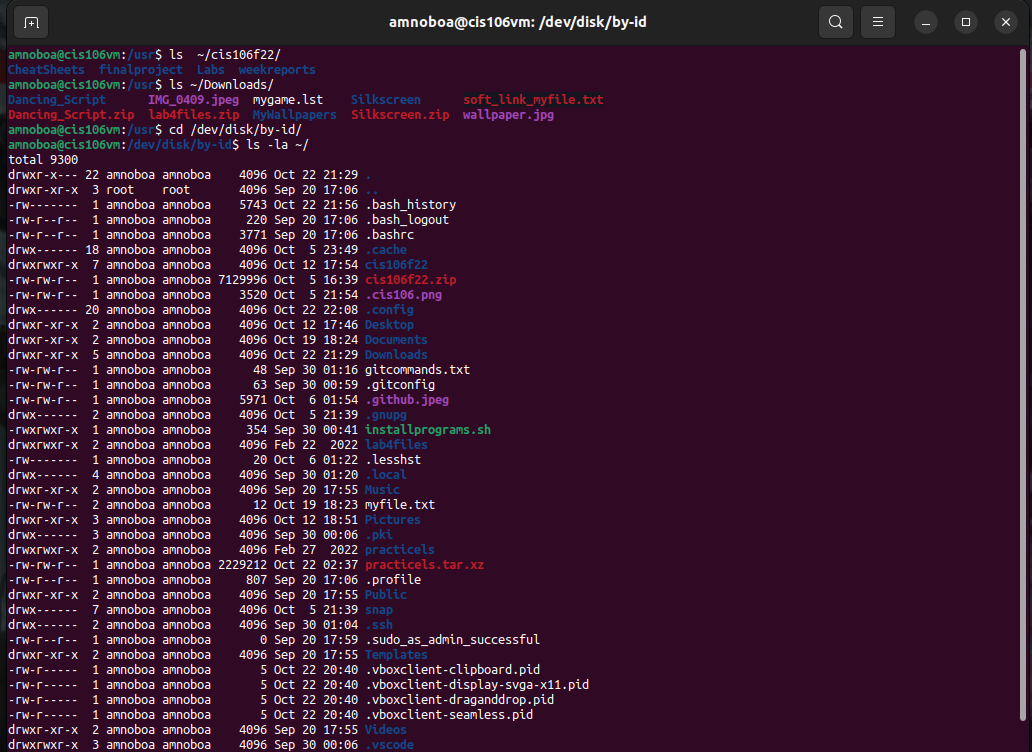 amnoboa@cis106vm: /dev/disk/by-id
amnoboa@cis106vm:/usr$ ls  ~/cis106f22/
CheatSheets  finalproject  Labs  weekreports
amnoboa@cis106vm:/usr$ ls ~/Downloads/
Dancing_Script      IMG_0409.jpeg  mygame.lst    Silkscreen      soft_link_myfile.txt
Dancing_Script.zip  lab4files.zip  MyWallpapers  Silkscreen.zip  wallpaper.jpg
amnoboa@cis106vm:/usr$ cd /dev/disk/by-id/
amnoboa@cis106vm:/dev/disk/by-id$ ls -la ~/
total 9300
drwxr-x--- 22 amnoboa amnoboa    4096 Oct 22 21:29 .
drwxr-xr-x  3 root    root       4096 Sep 20 17:06 ..
-rw-------  1 amnoboa amnoboa    5743 Oct 22 21:56 .bash_history
-rw-r--r--  1 amnoboa amnoboa     220 Sep 20 17:06 .bash_logout
-rw-r--r--  1 amnoboa amnoboa    3771 Sep 20 17:06 .bashrc
drwx------ 18 amnoboa amnoboa    4096 Oct  5 23:49 .cache
drwxrwxr-x  7 amnoboa amnoboa    4096 Oct 12 17:54 cis106f22
-rw-rw-r--  1 amnoboa amnoboa 7129996 Oct  5 16:39 cis106f22.zip
-rw-rw-r--  1 amnoboa amnoboa    3520 Oct  5 21:54 .cis106.png
drwx------ 20 amnoboa amnoboa    4096 Oct 22 22:08 .config
drwxr-xr-x  2 amnoboa amnoboa    4096 Oct 12 17:46 Desktop
drwxr-xr-x  2 amnoboa amnoboa    4096 Oct 19 18:24 Documents
drwxr-xr-x  5 amnoboa amnoboa    4096 Oct 22 21:29 Downloads
-rw-rw-r--  1 amnoboa amnoboa      48 Sep 30 01:16 gitcommands.txt
-rw-rw-r--  1 amnoboa amnoboa      63 Sep 30 00:59 .gitconfig
-rw-rw-r--  1 amnoboa amnoboa    5971 Oct  6 01:54 .github.jpeg
drwx------  2 amnoboa amnoboa    4096 Oct  5 21:39 .gnupg
-rwxrwxr-x  1 amnoboa amnoboa     354 Sep 30 00:41 installprograms.sh
drwxrwxr-x  2 amnoboa amnoboa    4096 Feb 22  2022 lab4files
-rw-------  1 amnoboa amnoboa      20 Oct  6 01:22 .lesshst
drwx------  4 amnoboa amnoboa    4096 Sep 30 01:20 .local
drwxr-xr-x  2 amnoboa amnoboa    4096 Sep 20 17:55 Music
-rw-rw-r--  2 amnoboa amnoboa      12 Oct 19 18:23 myfile.txt
drwxr-xr-x  3 amnoboa amnoboa    4096 Oct 12 18:51 Pictures
drwx------  3 amnoboa amnoboa    4096 Sep 30 00:06 .pki
drwxrwxr-x  2 amnoboa amnoboa    4096 Feb 27  2022 practicels
-rw-rw-r--  1 amnoboa amnoboa 2229212 Oct 22 02:37 practicels.tar.xz
-rw-r--r--  1 amnoboa amnoboa     807 Sep 20 17:06 .profile
drwxr-xr-x  2 amnoboa amnoboa    4096 Sep 20 17:55 Public
drwx------  7 amnoboa amnoboa    4096 Oct  5 21:39 snap
drwx------  2 amnoboa amnoboa    4096 Sep 30 01:04 .ssh
-rw-r--r--  1 amnoboa amnoboa       0 Sep 20 17:59 .sudo_as_admin_successful
drwxr-xr-x  2 amnoboa amnoboa    4096 Sep 20 17:55 Templates
-rw-r-----  1 amnoboa amnoboa       5 Oct 22 20:40 .vboxclient-clipboard.pid
-rw-r-----  1 amnoboa amnoboa       5 Oct 22 20:40 .vboxclient-display-svga-x11.pid
-rw-r-----  1 amnoboa amnoboa       5 Oct 22 20:40 .vboxclient-draganddrop.pid
-rw-r-----  1 amnoboa amnoboa       5 Oct 22 20:40 .vboxclient-seamless.pid
drwxr-xr-x  2 amnoboa amnoboa    4096 Sep 20 17:55 Videos
drwxrwxr-x  3 amnoboa amnoboa    4096 Sep 30 00:06 .vscode